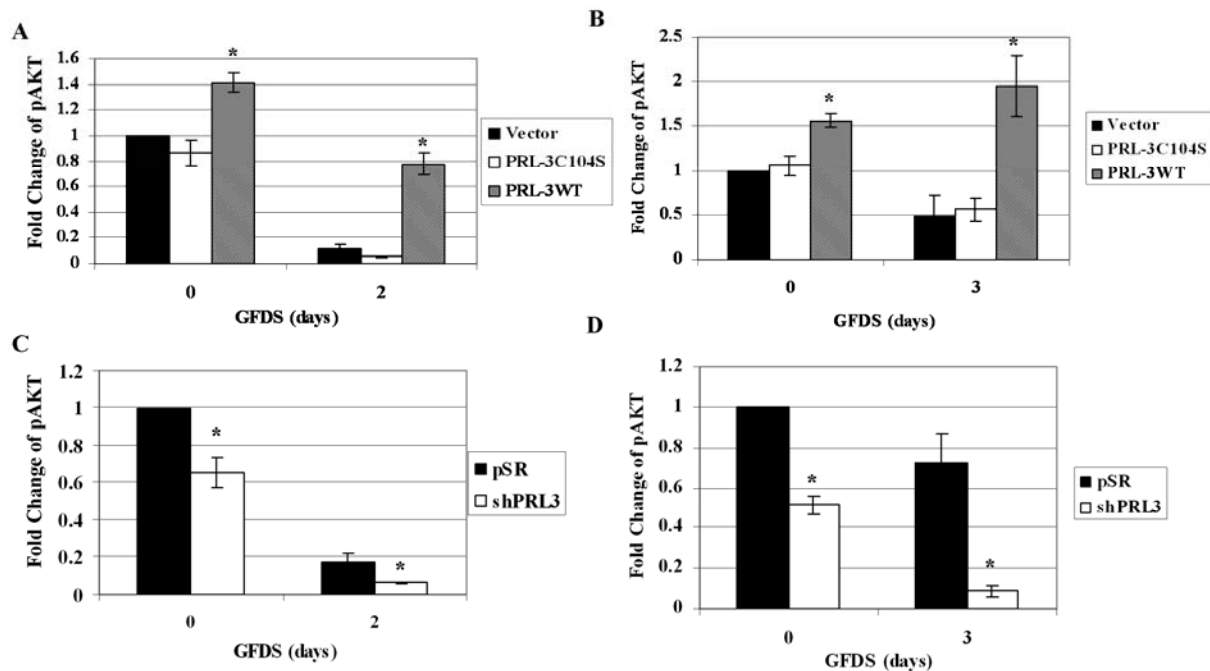 A
Fold Change of pAKT
1.6
1.4
1.2
1
0.8
0.6
0.4
0.2
0
*
*
0
2
GFDS (days)
Vector
PRL-3C104S
PRL-3WT
B
Fold Change of pAKT
2.5
2
1.5
1
0.5
0
*
*
0
3
GFDS (days)
Vector
PRL-3C104S
PRL-3WT
C
Fold Change of pAKT
1.2
1
0.8
0.6
0.4
0.2
0
*
*
0
2
GFDS (days)
pSR
shPRL3
D
Fold Change of pAKT
1.2
1
0.8
0.6
0.4
0.2
0
*
*
0
3
GFDS (days)
pSR
shPRL3